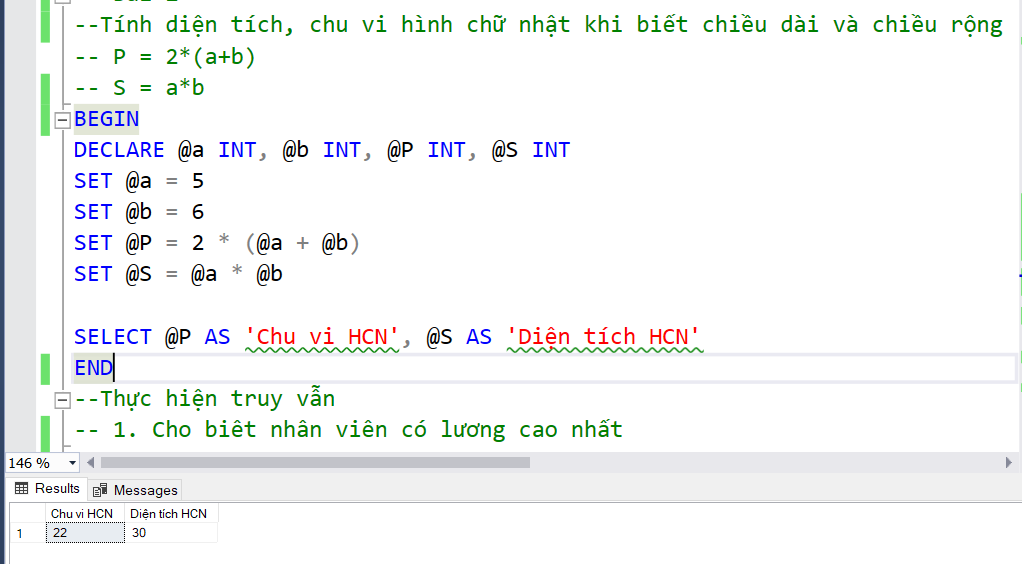 --Tính diện tích, chu vi hình chữ nhật khi biết chiều dài và chiều rộng
-- P = 2*(a+b)
-- S = a*b
BEGIN
DECLARE @a INT, @b INT, @P INT, @S INT
SET @a = 5
SET @b = 6
SET @P = 2 * (@a + @b)
SET @S = @a * @b
SELECT @P AS 'Chu vi HCN', @S AS 'Diện tích HCN'
END
--Thực hiện truy vẫn
-- 1. Cho biêt nhân viên có lương cao nhất
146 %
Results Messages
Chu vi HCN Diện tích HCN
1 22 30